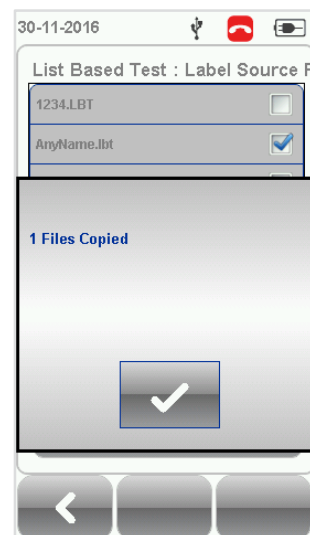 30-11-2016
List Based Test : Label Source F
1234.LBT
AnyName.lbt
1 Files Copied